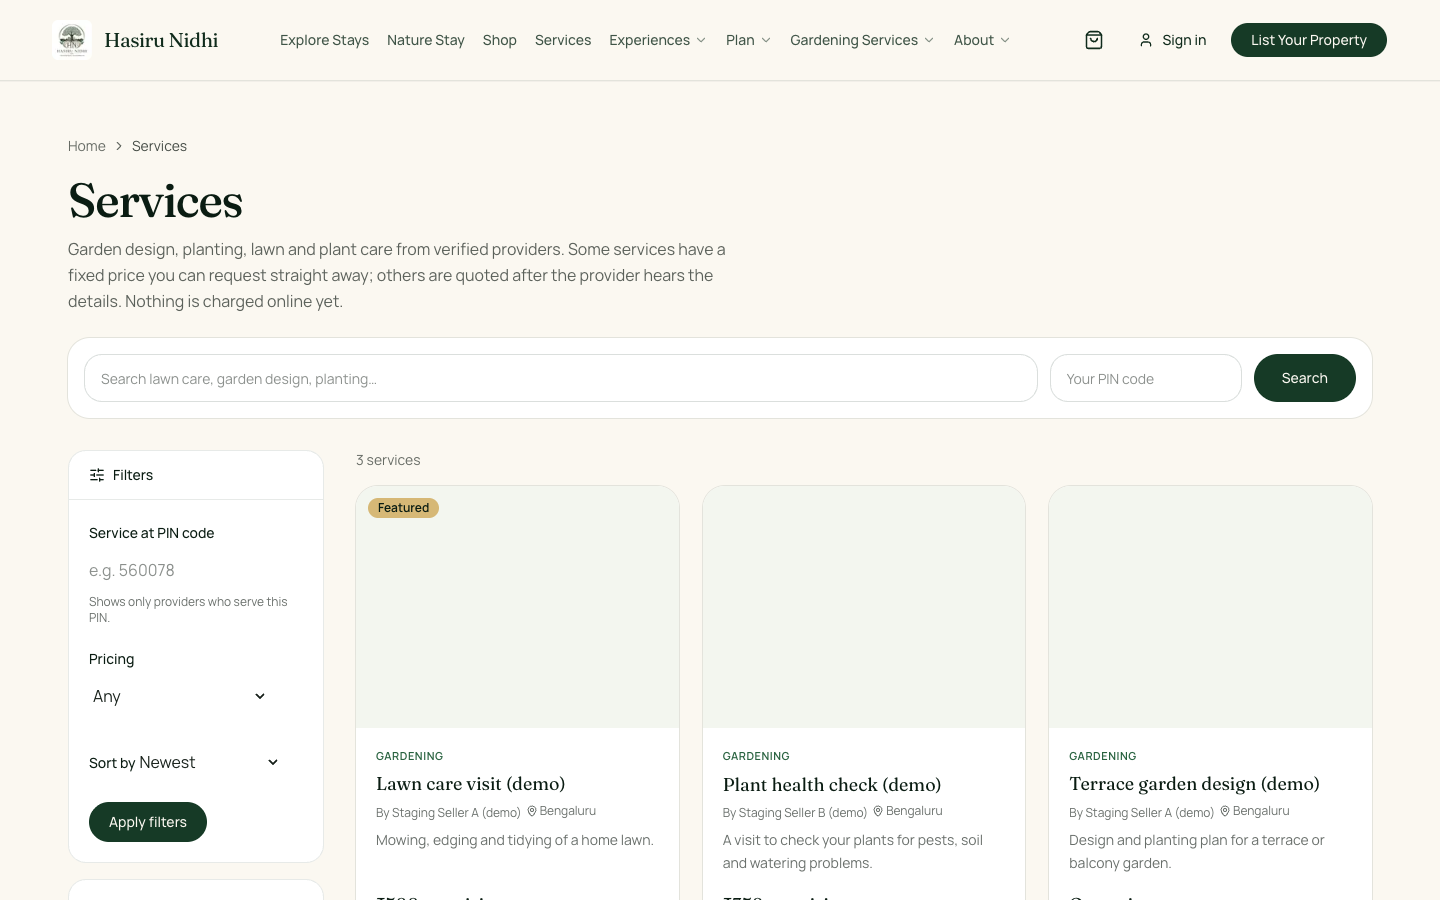 Hasiru Nidhi
Explore Stays
Nature Stay
Shop
Services
Experiences
Plan
Gardening Services
About
Sign in
List Your Property
Home
Services
Services
Garden design, planting, lawn and plant care from verified providers. Some services have a
fixed price you can request straight away; others are quoted after the provider hears the
details. Nothing is charged online yet.
Search lawn care, garden design, planting...
Your PIN code
Search
Filters
Service at PIN code
e.g. 560078
Shows only providers who serve this
PIN.
Pricing
Any
Sort by Newest
Apply filters
3 services
Featured
GARDENING
Lawn care visit (demo)
By Staging Seller A (demo) Bengaluru
Mowing, edging and tidying of a home lawn.
GARDENING
Plant health check (demo)
By Staging Seller B (demo) Bengaluru
A visit to check your plants for pests, soil
and watering problems.
GARDENING
Terrace garden design (demo)
By Staging Seller A (demo) Bengaluru
Design and planting plan for a terrace or
balcony garden.